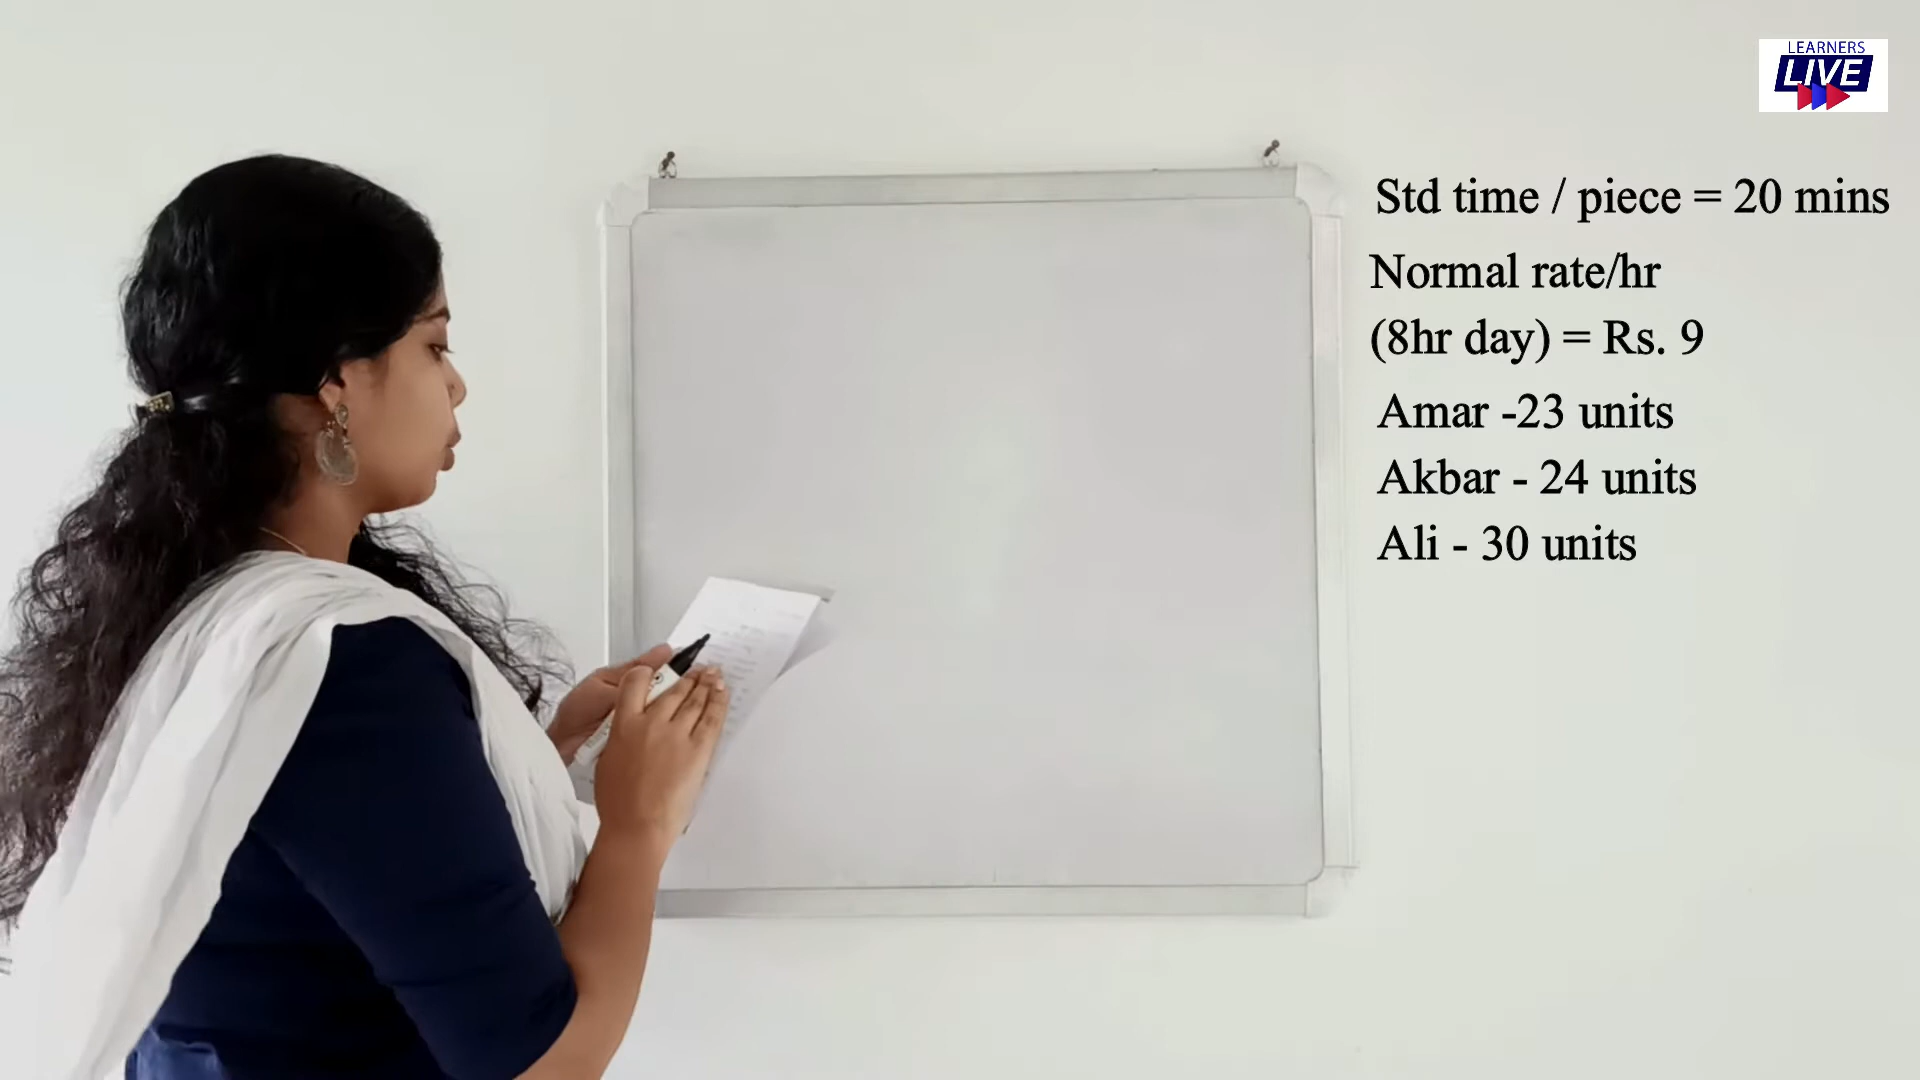 LEARNERS
LIVE
Std time / piece = 20 mins
Normal rate/hr
(8hr day) = Rs. 9
Amar -23 units
Akbar - 24 units
Ali - 30 units